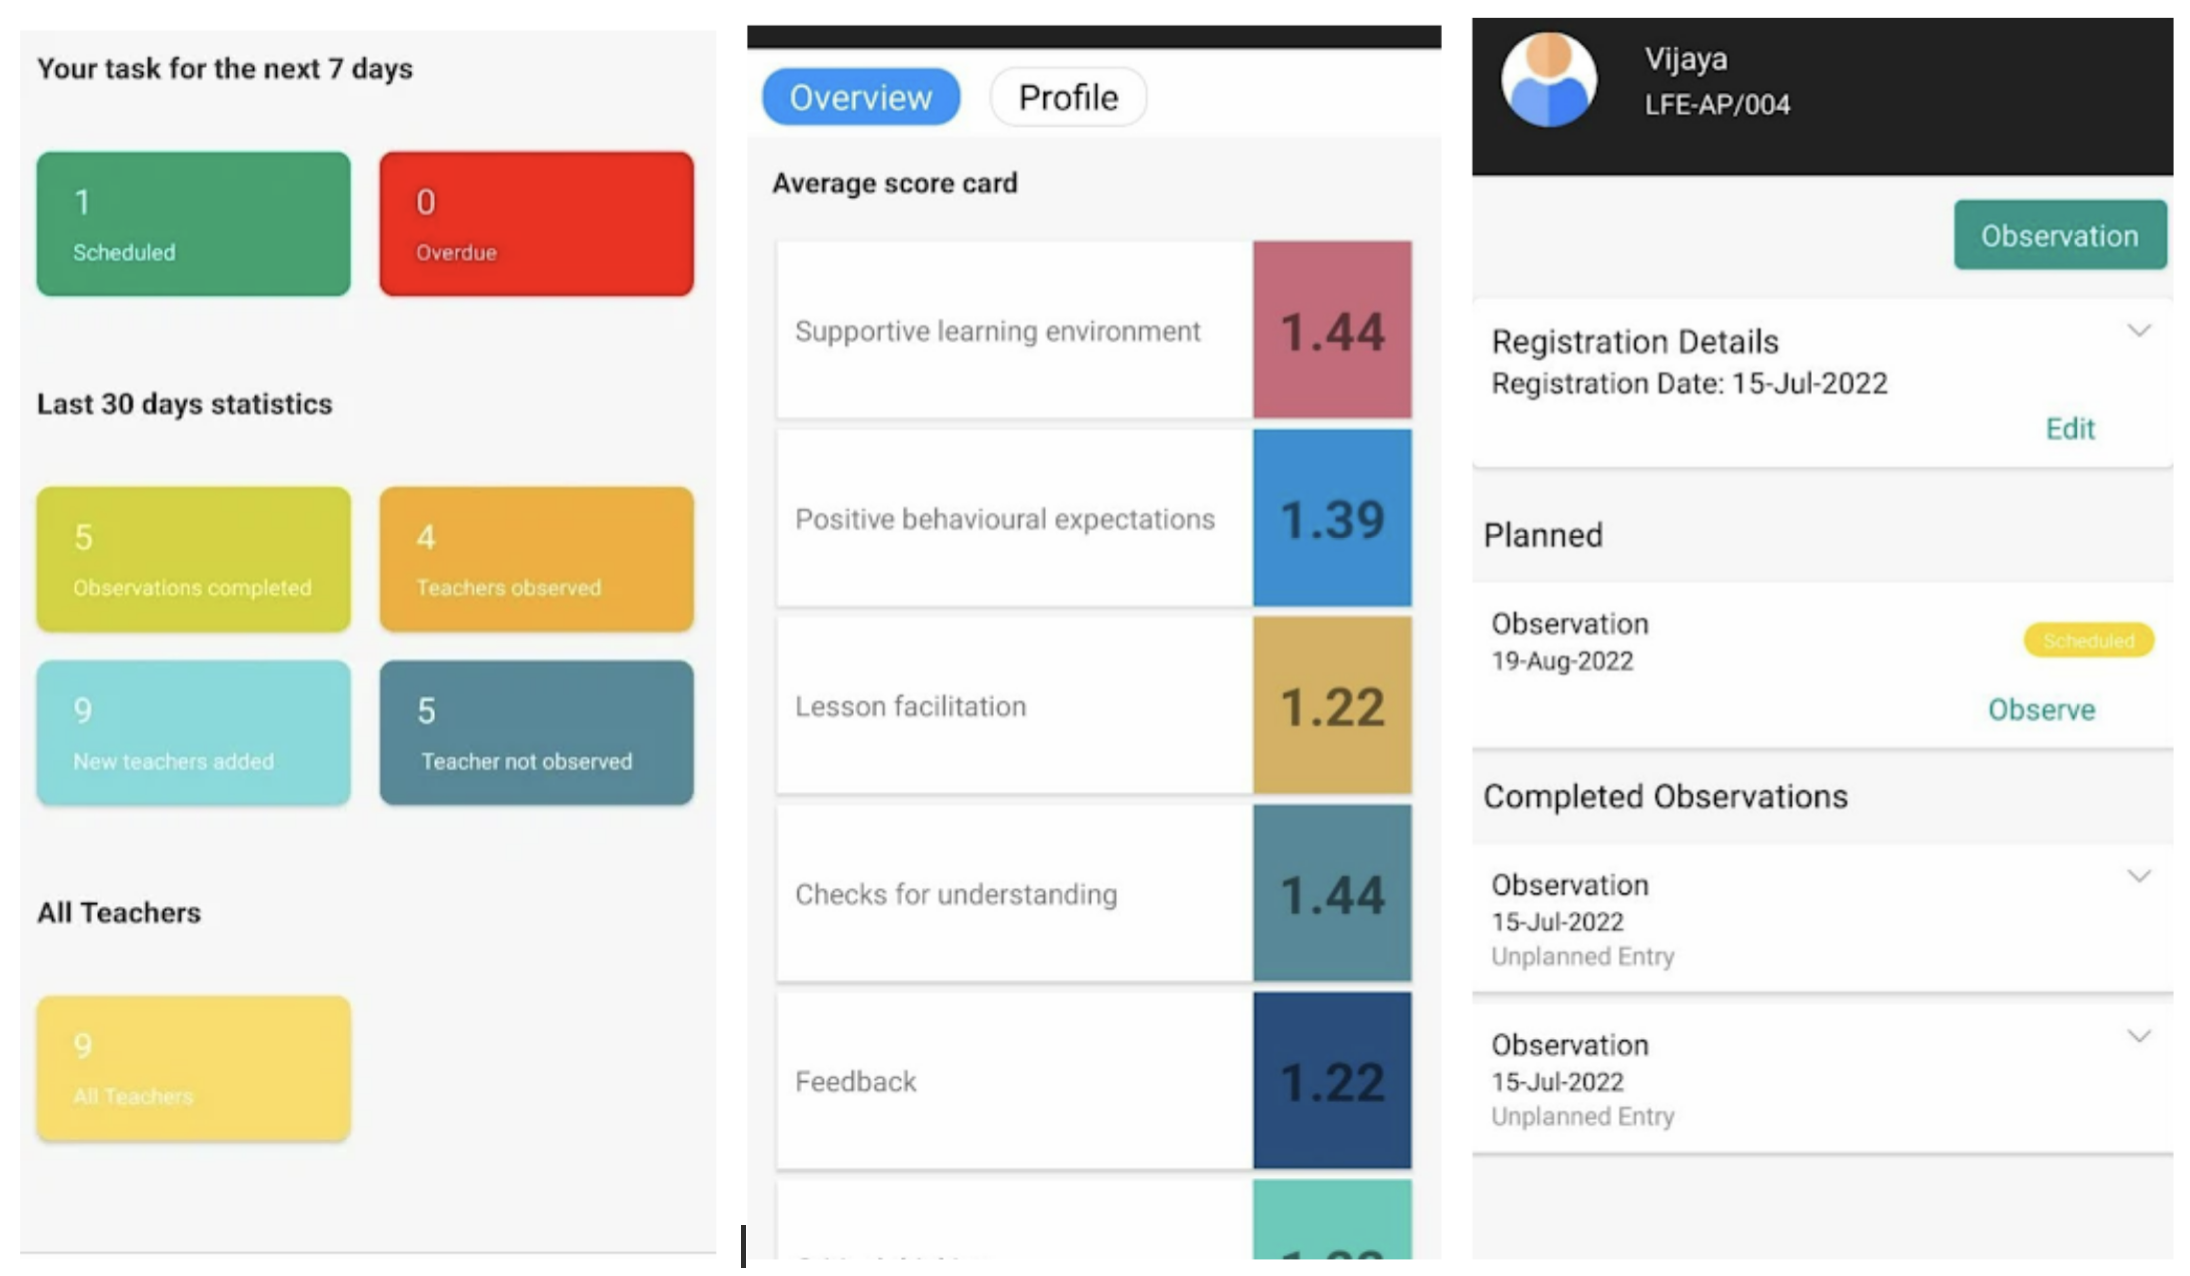 Your task for the next 7 days
1
Scheduled
0
Overdue
Last 30 days statistics
5
Observations completed
4
Teachers observed
9
New teachers added
5
Teacher not observed
All Teachers
9
All Teachers
Overview
Profile
Average score card
Supportive learning environment
1.44
Positive behavioural expectations
1.39
Lesson facilitation
1.22
Checks for understanding
1.44
Feedback
1.22
Vijaya
LFE-AP/004
Observation
Registration Details
Registration Date: 15-Jul-2022
Edit
Planned
Observation
19-Aug-2022
Scheduled
Observe
Completed Observations
Observation
15-Jul-2022
Unplanned Entry
Observation
15-Jul-2022
Unplanned Entry